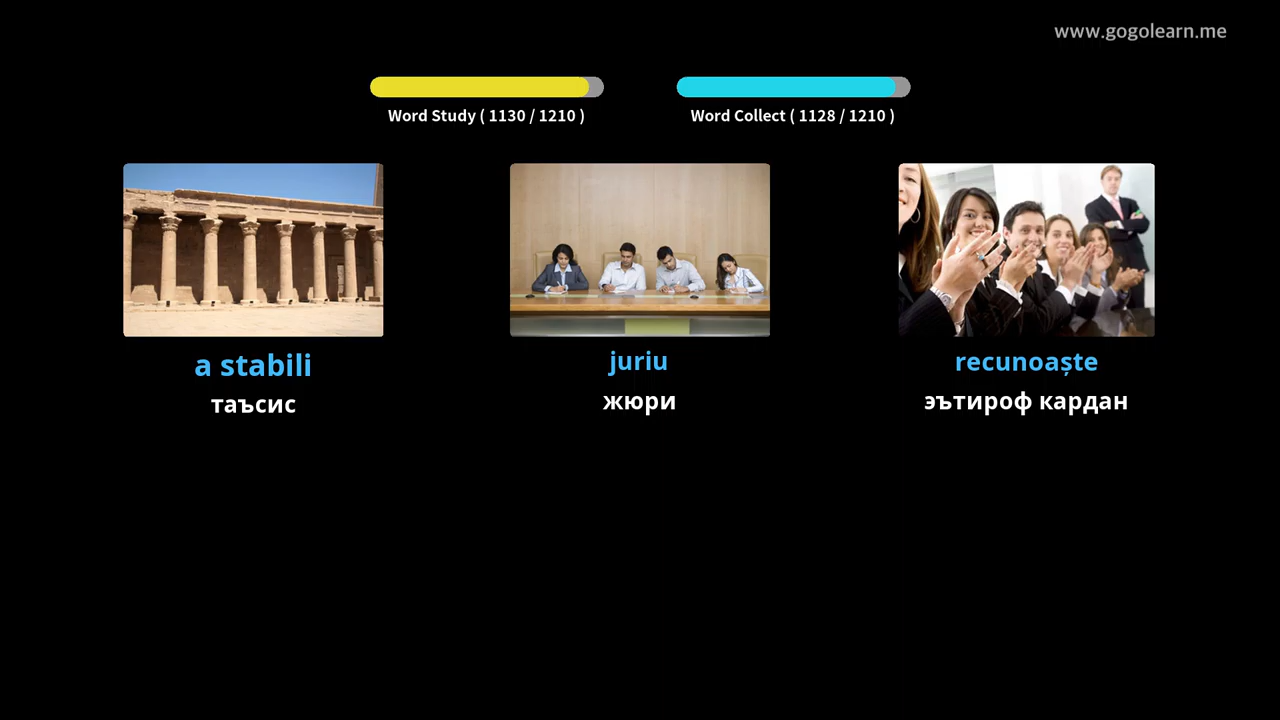 www.gogolearn.me
Word Study ( 1130 / 1210 )
Word Collect ( 1128 / 1210 )
a stabili
таъсис
juriu
жюри
recunoaște
эътироф кардан